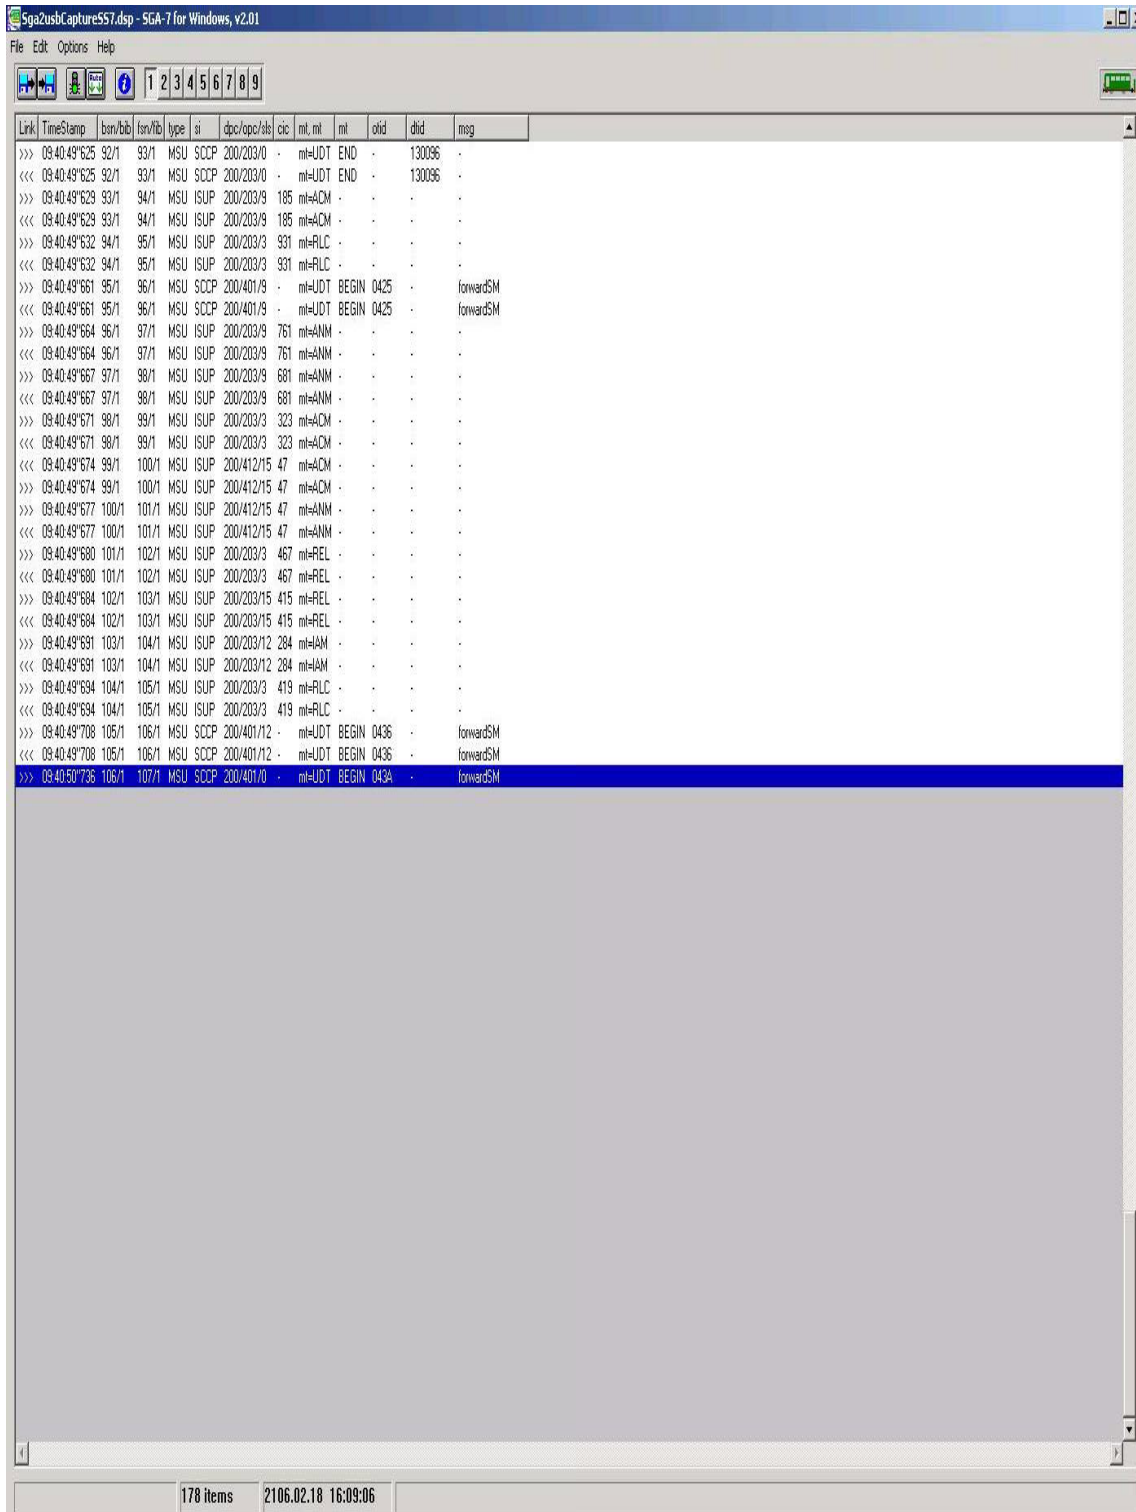 Sga2usbCaptureSS7.dsp - SGA-7 for Windows, v2.01
File Edit Options Help
Auto 1 2 3 4 5 6 7 8 9
Link TimeStamp bsn/bib fsn/fib type si dpc/opc/sls cic mt, mt mt otid dtid msg
>>> 09:40:49"625 92/1 93/1 MSU SCCP 200/203/0 - mt=UDT END - 130096 -
<<< 09:40:49"625 92/1 93/1 MSU SCCP 200/203/0 - mt=UDT END - 130096 -
>>> 09:40:49"629 93/1 94/1 MSU ISUP 200/203/9 185 mt=ACM - - - -
<<< 09:40:49"629 93/1 94/1 MSU ISUP 200/203/9 185 mt=ACM - - - -
>>> 09:40:49"632 94/1 95/1 MSU ISUP 200/203/3 931 mt=RLC - - - -
<<< 09:40:49"632 94/1 95/1 MSU ISUP 200/203/3 931 mt=RLC - - - -
>>> 09:40:49"661 95/1 96/1 MSU SCCP 200/401/9 - mt=UDT BEGIN 0425 - forwardSM
<<< 09:40:49"661 95/1 96/1 MSU SCCP 200/401/9 - mt=UDT BEGIN 0425 - forwardSM
>>> 09:40:49"664 96/1 97/1 MSU ISUP 200/203/9 761 mt=ANM - - - -
<<< 09:40:49"664 96/1 97/1 MSU ISUP 200/203/9 761 mt=ANM - - - -
>>> 09:40:49"667 97/1 98/1 MSU ISUP 200/203/9 681 mt=ANM - - - -
<<< 09:40:49"667 97/1 98/1 MSU ISUP 200/203/9 681 mt=ANM - - - -
>>> 09:40:49"671 98/1 99/1 MSU ISUP 200/203/3 323 mt=ACM - - - -
<<< 09:40:49"671 98/1 99/1 MSU ISUP 200/203/3 323 mt=ACM - - - -
<<< 09:40:49"674 99/1 100/1 MSU ISUP 200/412/15 47 mt=ACM - - - -
>>> 09:40:49"674 99/1 100/1 MSU ISUP 200/412/15 47 mt=ACM - - - -
>>> 09:40:49"677 100/1 101/1 MSU ISUP 200/412/15 47 mt=ANM - - - -
<<< 09:40:49"677 100/1 101/1 MSU ISUP 200/412/15 47 mt=ANM - - - -
>>> 09:40:49"680 101/1 102/1 MSU ISUP 200/203/3 467 mt=REL - - - -
<<< 09:40:49"680 101/1 102/1 MSU ISUP 200/203/3 467 mt=REL - - - -
>>> 09:40:49"684 102/1 103/1 MSU ISUP 200/203/15 415 mt=REL - - - -
<<< 09:40:49"684 102/1 103/1 MSU ISUP 200/203/15 415 mt=REL - - - -
>>> 09:40:49"691 103/1 104/1 MSU ISUP 200/203/12 284 mt=IAM - - - -
<<< 09:40:49"691 103/1 104/1 MSU ISUP 200/203/12 284 mt=IAM - - - -
>>> 09:40:49"694 104/1 105/1 MSU ISUP 200/203/3 419 mt=RLC - - - -
<<< 09:40:49"694 104/1 105/1 MSU ISUP 200/203/3 419 mt=RLC - - - -
>>> 09:40:49"708 105/1 106/1 MSU SCCP 200/401/12 - mt=UDT BEGIN 0436 - forwardSM
<<< 09:40:49"708 105/1 106/1 MSU SCCP 200/401/12 - mt=UDT BEGIN 0436 - forwardSM
>>> 09:40:50"736 106/1 107/1 MSU SCCP 200/401/0 - mt=UDT BEGIN 043A - forwardSM
178 items 2106.02.18 16:09:06